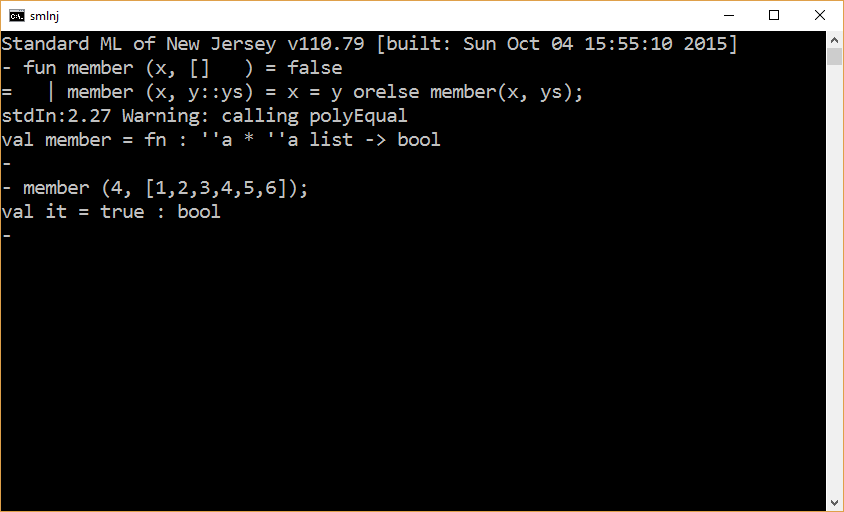 smlnj
Standard ML of New Jersey v110.79 [built: Sun Oct 04 15:55:10 2015]
- fun member (x, []   ) = false
=   | member (x, y::ys) = x = y orelse member(x, ys);
stdIn:2.27 Warning: calling polyEqual
val member = fn : ''a * ''a list -> bool
-
- member (4, [1,2,3,4,5,6]);
val it = true : bool
-